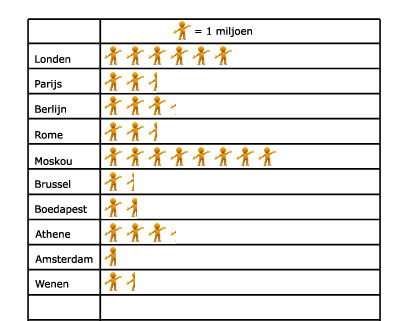 = 1 miljoen
Londen
Parijs
Berlijn
Rome
Moskou
Brussel
Boedapest
Athene
Amsterdam
Wenen